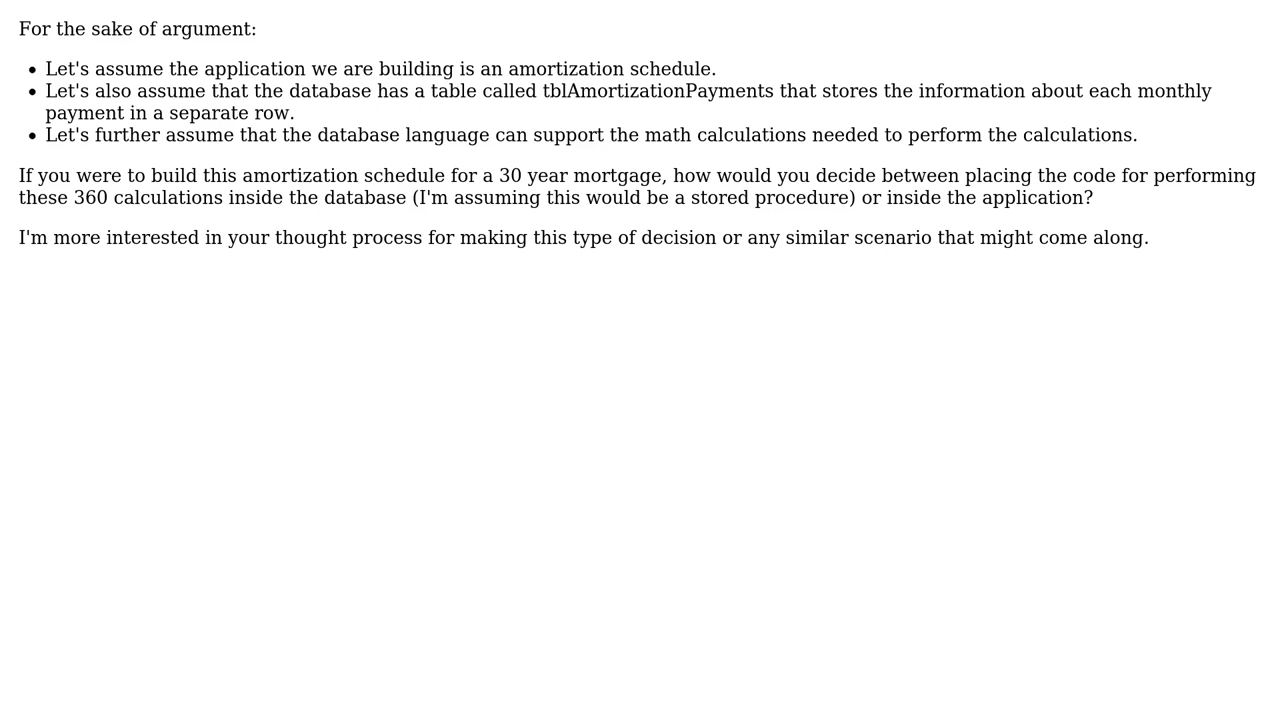 For the sake of argument:
• Let's assume the application we are building is an amortization schedule.
• Let's also assume that the database has a table called tblAmortizationPayments that stores the information about each monthly
payment in a separate row.
• Let's further assume that the database language can support the math calculations needed to perform the calculations.
If you were to build this amortization schedule for a 30 year mortgage, how would you decide between placing the code for performing
these 360 calculations inside the database (I'm assuming this would be a stored procedure) or inside the application?
I'm more interested in your thought process for making this type of decision or any similar scenario that might come along.